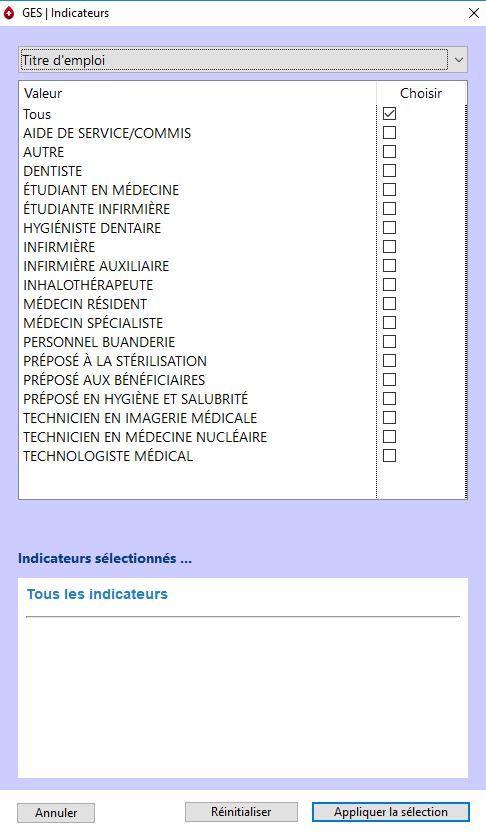 GES | Indicateurs
Titre d'emploi
Valeur Choisir
Tous
AIDE DE SERVICE/COMMIS
AUTRE
DENTISTE
ÉTUDIANT EN MÉDECINE
ÉTUDIANTE INFIRMIÈRE
HYGIÉNISTE DENTAIRE
INFIRMIÈRE
INFIRMIÈRE AUXILIAIRE
INHALOTHÉRAPEUTE
MÉDECIN RÉSIDENT
MÉDECIN SPÉCIALISTE
PERSONNEL BUANDERIE
PRÉPOSÉ À LA STÉRILISATION
PRÉPOSÉ AUX BÉNÉFICIAIRES
PRÉPOSÉ EN HYGIÈNE ET SALUBRITÉ
TECHNICIEN EN IMAGERIE MÉDICALE
TECHNICIEN EN MÉDECINE NUCLÉAIRE
TECHNOLOGISTE MÉDICAL
Indicateurs sélectionnés ...
Tous les indicateurs
Annuler Réinitialiser Appliquer la sélection